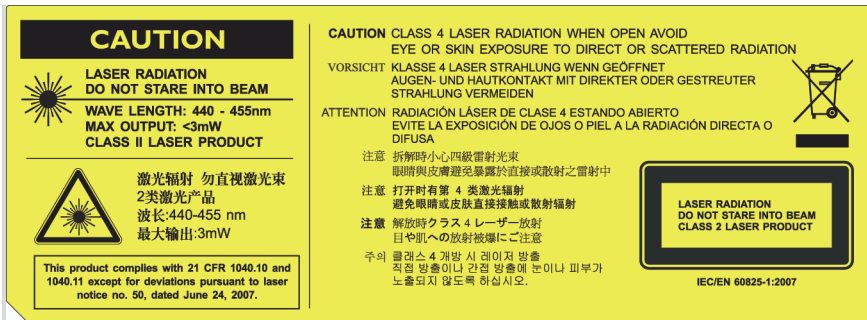 CAUTION
LASER RADIATION
DO NOT STARE INTO BEAM
WAVE LENGTH: 440 - 455nm
MAX OUTPUT: <3mW
CLASS II LASER PRODUCT
激光辐射 勿直视激光束
2类激光产品
波长:440-455 nm
最大输出:3mW
This product complies with 21 CFR 1040.10 and
1040.11 except for deviations pursuant to laser
notice no. 50, dated June 24, 2007.
CAUTION CLASS 4 LASER RADIATION WHEN OPEN AVOID
EYE OR SKIN EXPOSURE TO DIRECT OR SCATTERED RADIATION
VORSICHT KLASSE 4 LASER STRAHLUNG WENN GEÖFFNET
AUGEN- UND HAUTKONTAKT MIT DIREKTER ODER GESTREUTER
STRAHLUNG VERMEIDEN
ATTENTION RADIACIÓN LÁSER DE CLASE 4 ESTANDO ABIERTO
EVITE LA EXPOSICIÓN DE OJOS O PIEL A LA RADIACIÓN DIRECTA O
DIFUSA
注意 拆解時小心四級雷射光束
眼睛與皮膚避免暴露於直接或散射之雷射中
注意 打开时有第 4 类激光辐射
避免眼睛或皮肤直接接触或散射辐射
注意 解放時クラス 4 レーザー放射
目や肌への放射被爆にご注意
주의 클래스 4 개방 시 레이저 방출
직접 방출이나 간접 방출에 눈이나 피부가
노출되지 않도록 하십시오.
LASER RADIATION
DO NOT STARE INTO BEAM
CLASS 2 LASER PRODUCT
IEC/EN 60825-1:2007